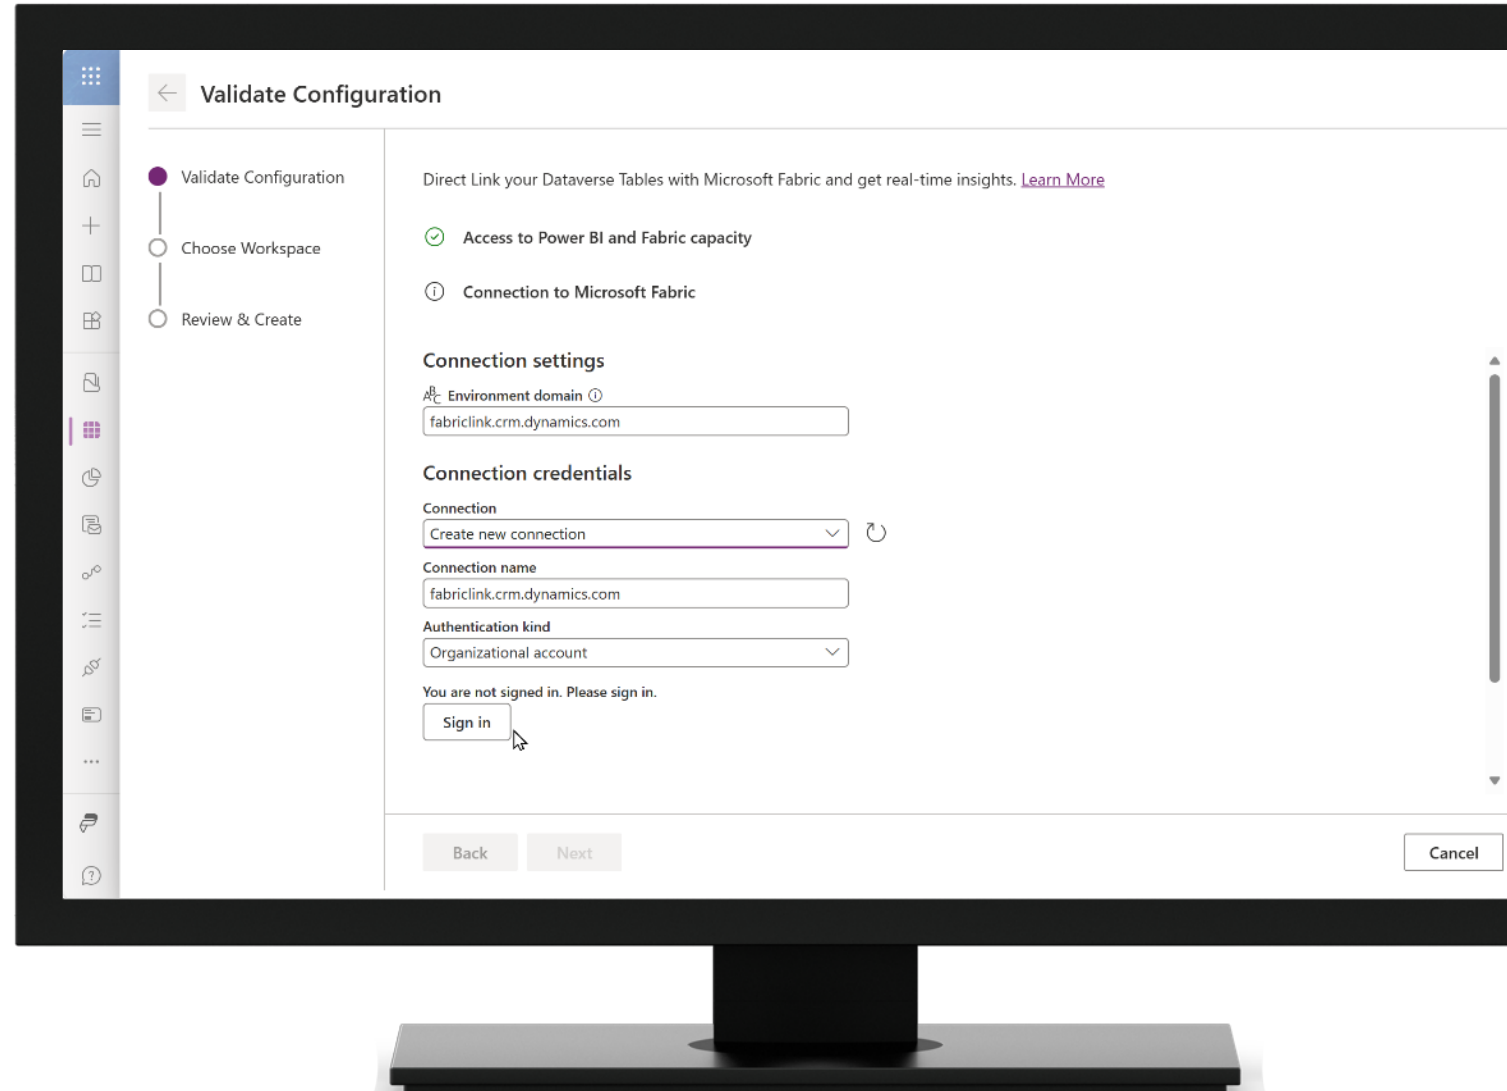 Validate Configuration
Validate Configuration
Choose Workspace
Review & Create
Direct Link your Dataverse Tables with Microsoft Fabric and get real-time insights. Learn More
Access to Power BI and Fabric capacity
Connection to Microsoft Fabric
Connection settings
ABC Environment domain
fabriclink.crm.dynamics.com
Connection credentials
Connection
Create new connection
Connection name
fabriclink.crm.dynamics.com
Authentication kind
Organizational account
You are not signed in. Please sign in.
Sign in
Back Next Cancel